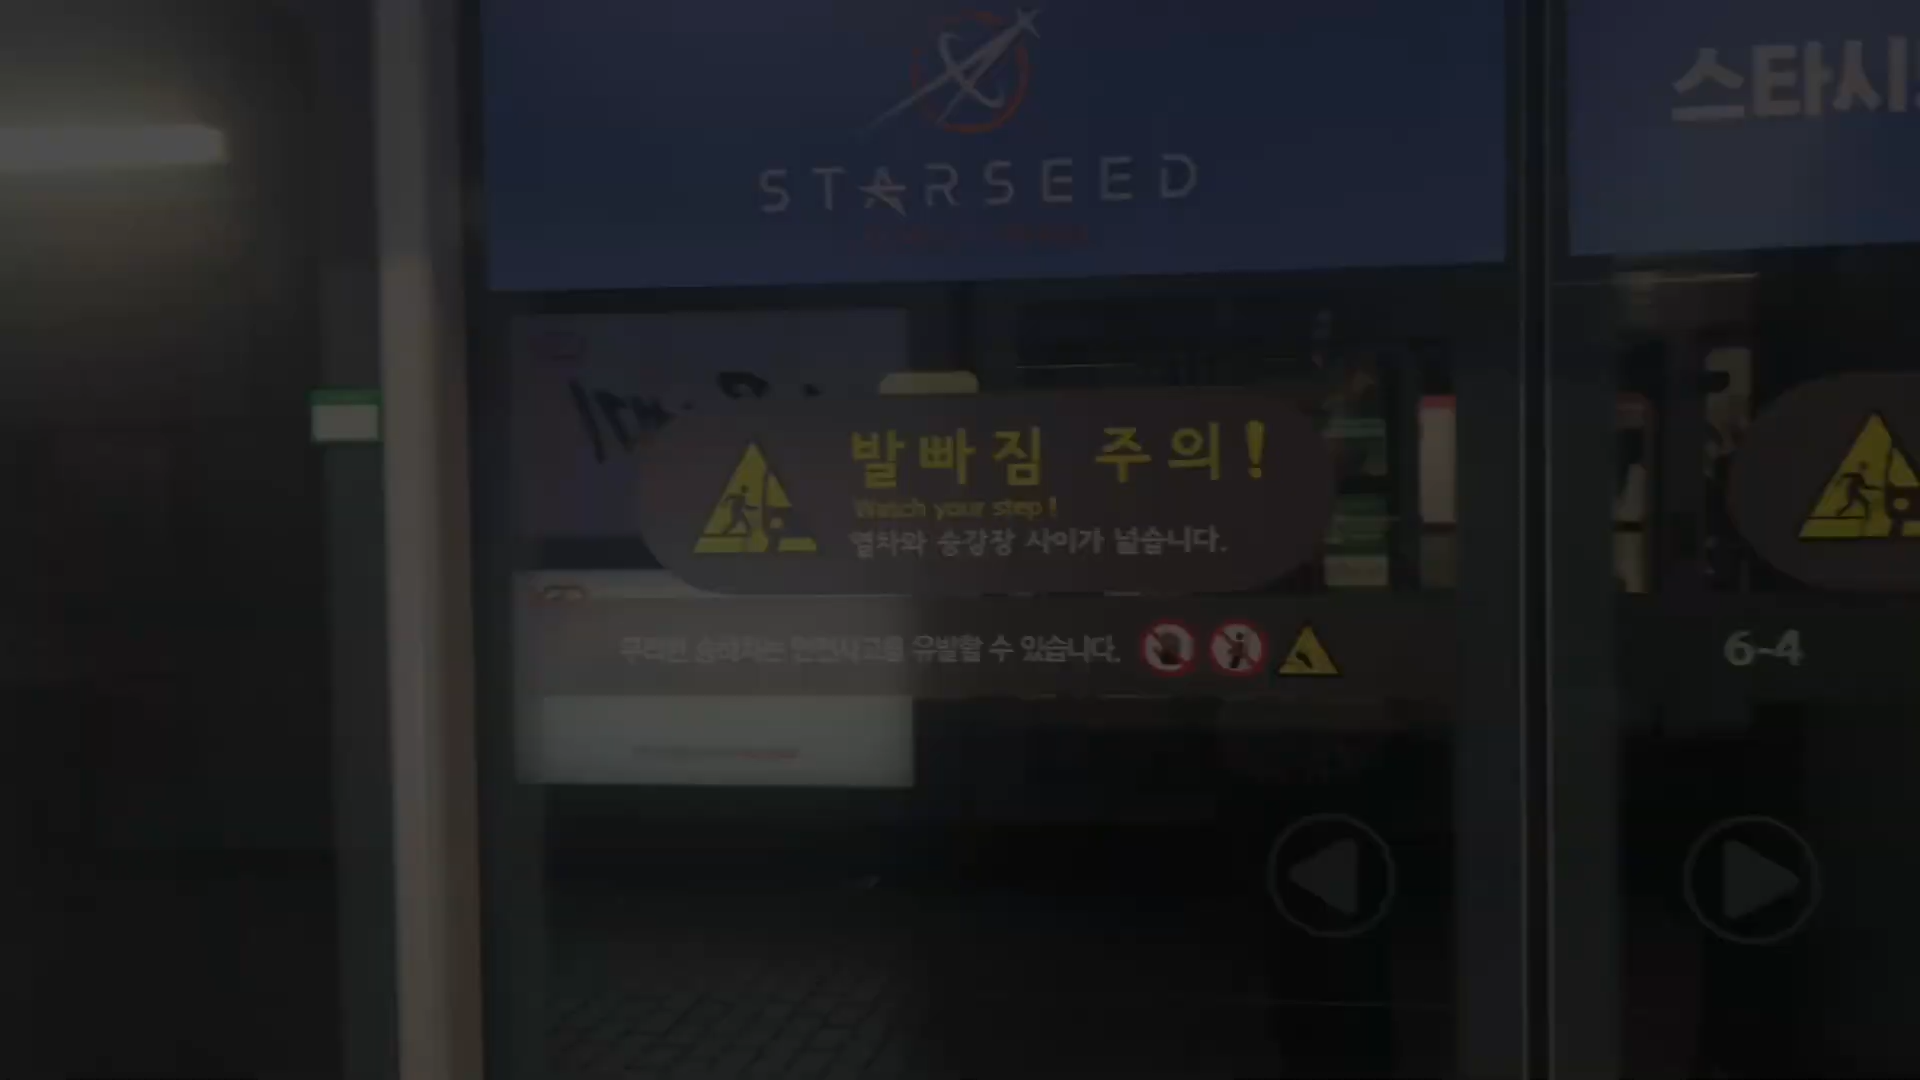 STARSEED
스타시
발빠짐 주의!
Watch your step!
열차와 승강장 사이가 넓습니다.
무리한 승하차는 안전사고를 유발할 수 있습니다.
6-4